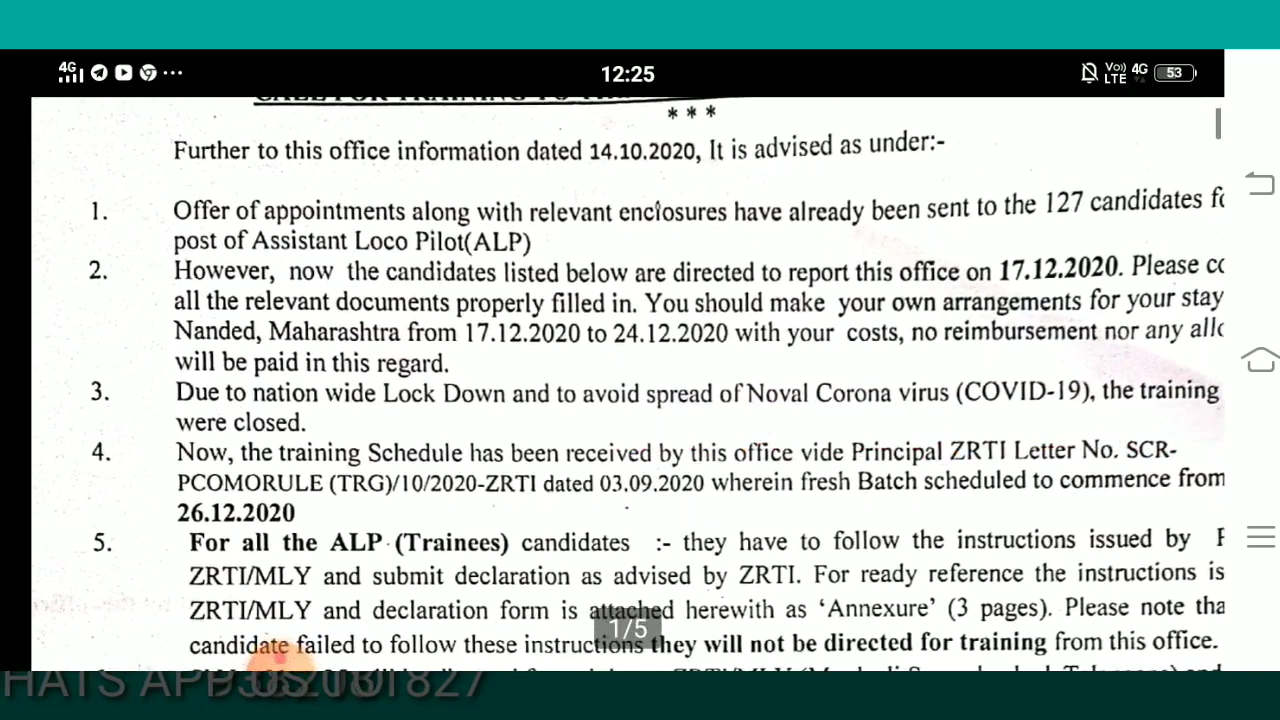 4G
12:25
Vo)) 4G
LTE
53
CALL FOR TRAINING TO
***
Further to this office information dated 14.10.2020, It is advised as under:-
1. Offer of appointments along with relevant enclosures have already been sent to the 127 candidates
post of Assistant Loco Pilot(ALP)
2. However, now the candidates listed below are directed to report this office on 17.12.2020. Please
all the relevant documents properly filled in. You should make your own arrangements for your stay
Nanded, Maharashtra from 17.12.2020 to 24.12.2020 with your costs, no reimbursement nor any
will be paid in this regard.
3. Due to nation wide Lock Down and to avoid spread of Noval Corona virus (COVID-19), the training
were closed.
4. Now, the training Schedule has been received by this office vide Principal ZRTI Letter No. SCR-
PCOMORULE (TRG)/10/2020-ZRTI dated 03.09.2020 wherein fresh Batch scheduled to commence from
26.12.2020
5. For all the ALP (Trainees) candidates :- they have to follow the instructions issued by
ZRTI/MLY and submit declaration as advised by ZRTI. For ready reference the instructions is
ZRTI/MLY and declaration form is attached herewith as ‘Annexure’ (3 pages). Please note
candidate failed to follow these instructions they will not be directed for training from this office.
1/5